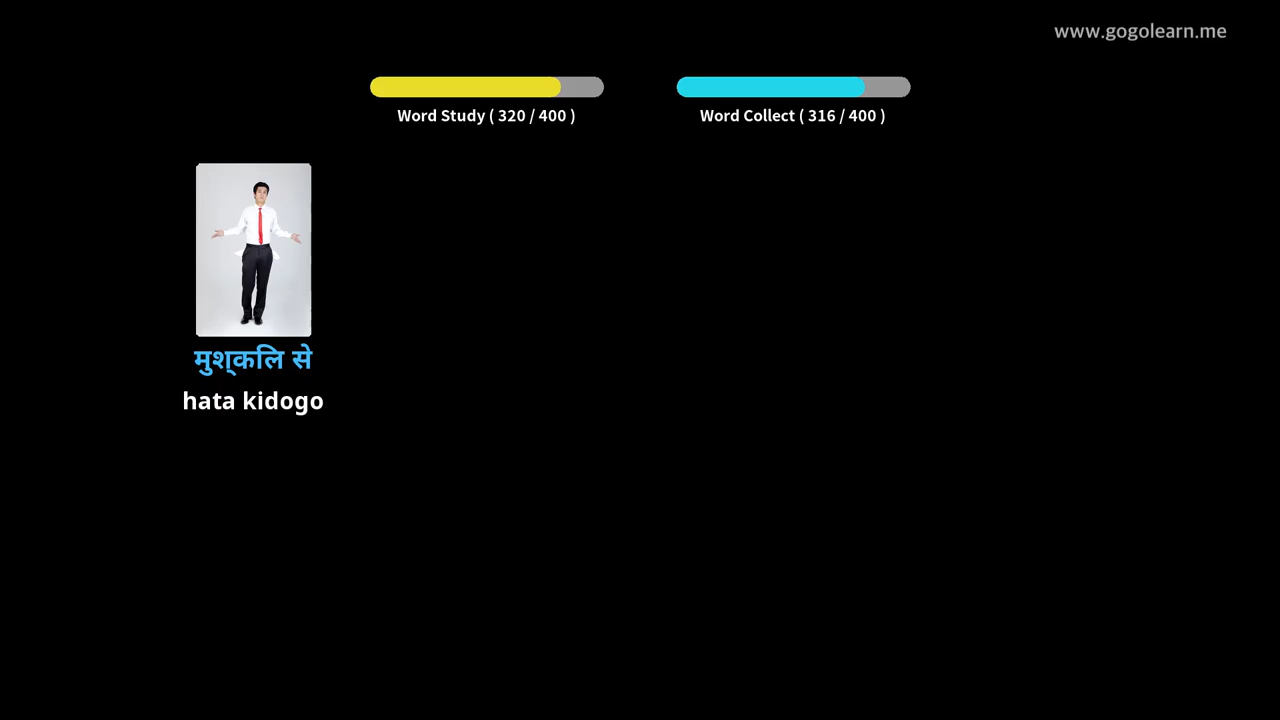 www.gogolearn.me
Word Study ( 320 / 400 )
Word Collect ( 316 / 400 )
मुश्कलि से
hata kidogo